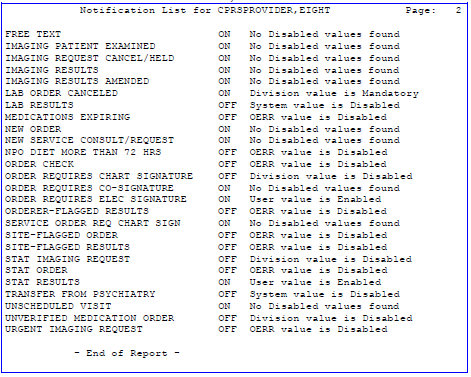 Notification List for CPRSPROVIDER,EIGHT Page: 2
FREE TEXT ON No Disabled values found
IMAGING PATIENT EXAMINED ON No Disabled values found
IMAGING REQUEST CANCEL/HELD ON No Disabled values found
IMAGING RESULTS ON No Disabled values found
IMAGING RESULTS AMENDED ON No Disabled values found
LAB ORDER CANCELED ON Division value is Mandatory
LAB RESULTS OFF System value is Disabled
MEDICATIONS EXPIRING OFF OERR value is Disabled
NEW ORDER ON No Disabled values found
NEW SERVICE CONSULT/REQUEST ON No Disabled values found
NPO DIET MORE THAN 72 HRS OFF OERR value is Disabled
ORDER CHECK OFF OERR value is Disabled
ORDER REQUIRES CHART SIGNATURE OFF Division value is Disabled
ORDER REQUIRES CO-SIGNATURE ON No Disabled values found
ORDER REQUIRES ELEC SIGNATURE ON User value is Enabled
ORDERER-FLAGGED RESULTS OFF OERR value is Disabled
SERVICE ORDER REQ CHART SIGN ON No Disabled values found
SITE-FLAGGED ORDER OFF OERR value is Disabled
SITE-FLAGGED RESULTS OFF OERR value is Disabled
STAT IMAGING REQUEST OFF Division value is Disabled
STAT ORDER OFF OERR value is Disabled
STAT RESULTS ON User value is Enabled
TRANSFER FROM PSYCHIATRY OFF System value is Disabled
UNSCHEDULED VISIT ON No Disabled values found
UNVERIFIED MEDICATION ORDER OFF Division value is Disabled
URGENT IMAGING REQUEST OFF OERR value is Disabled
- End of Report -